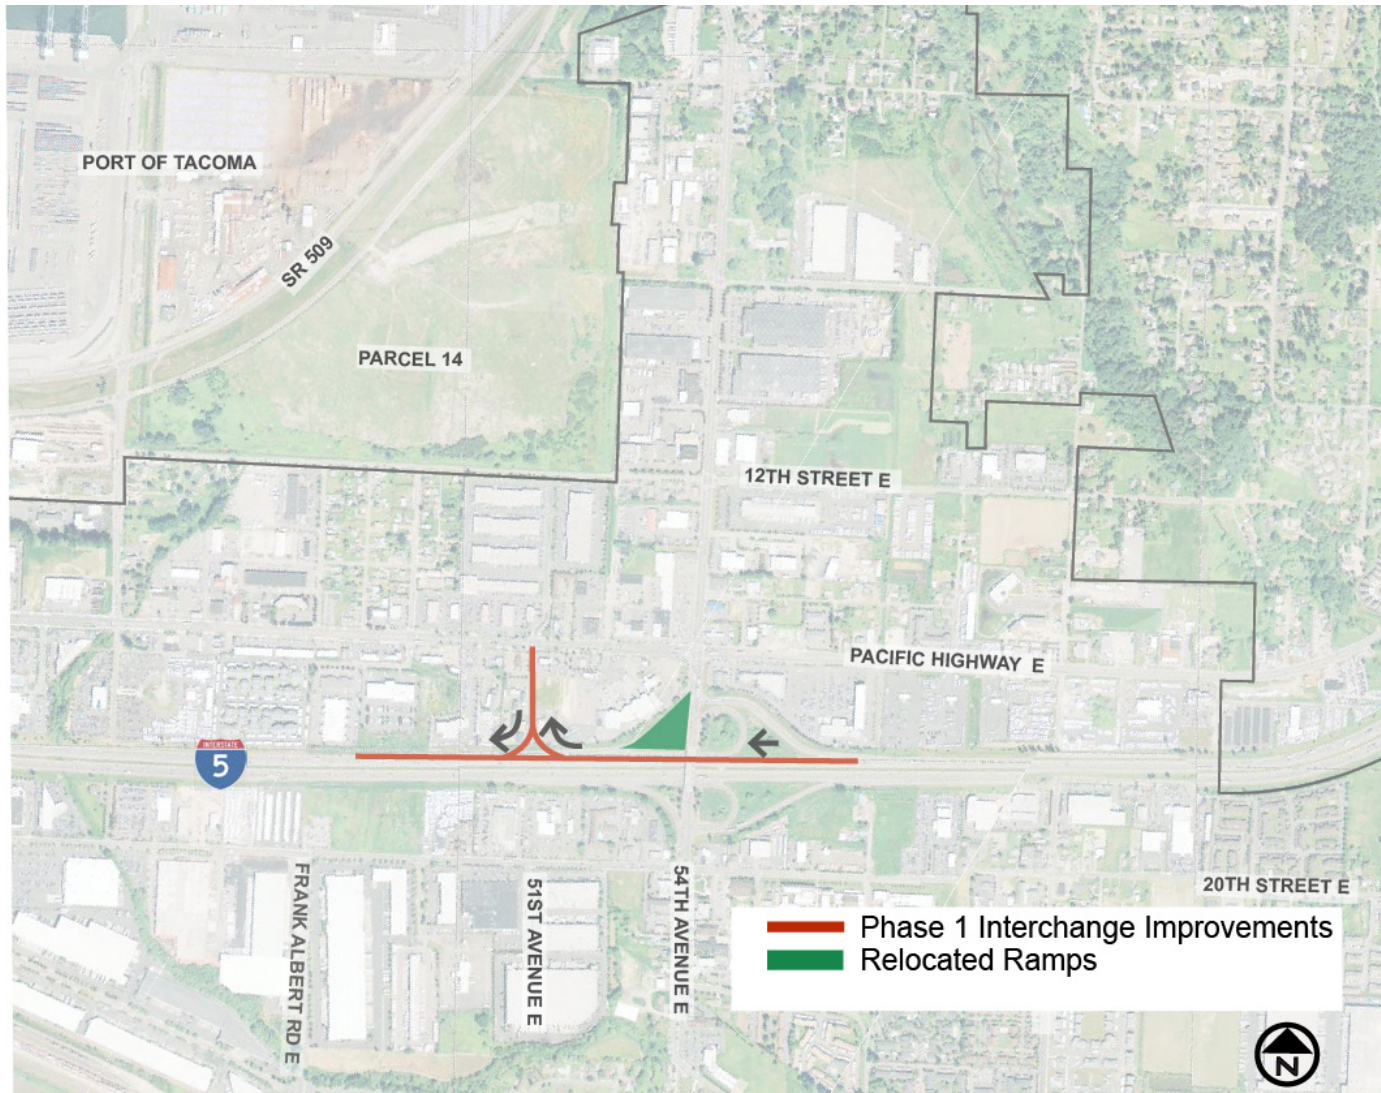 PORT OF TACOMA
SR 509
PARCEL 14
12TH STREET E
PACIFIC HIGHWAY E
INTERSTATE
5
20TH STREET E
FRANK ALBERT RD E
51ST AVENUE E
54TH AVENUE E
Phase 1 Interchange Improvements
Relocated Ramps
N